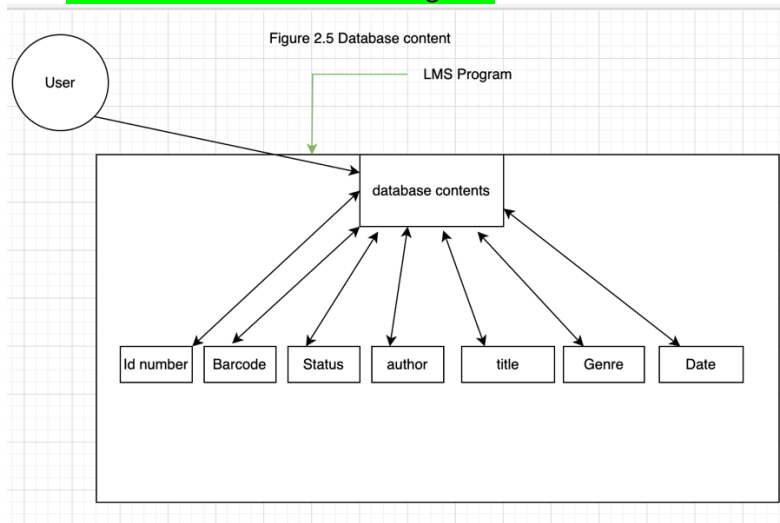 Figure 2.5 Database content
LMS Program
User
database contents
Id number
Barcode
Status
author
title
Genre
Date